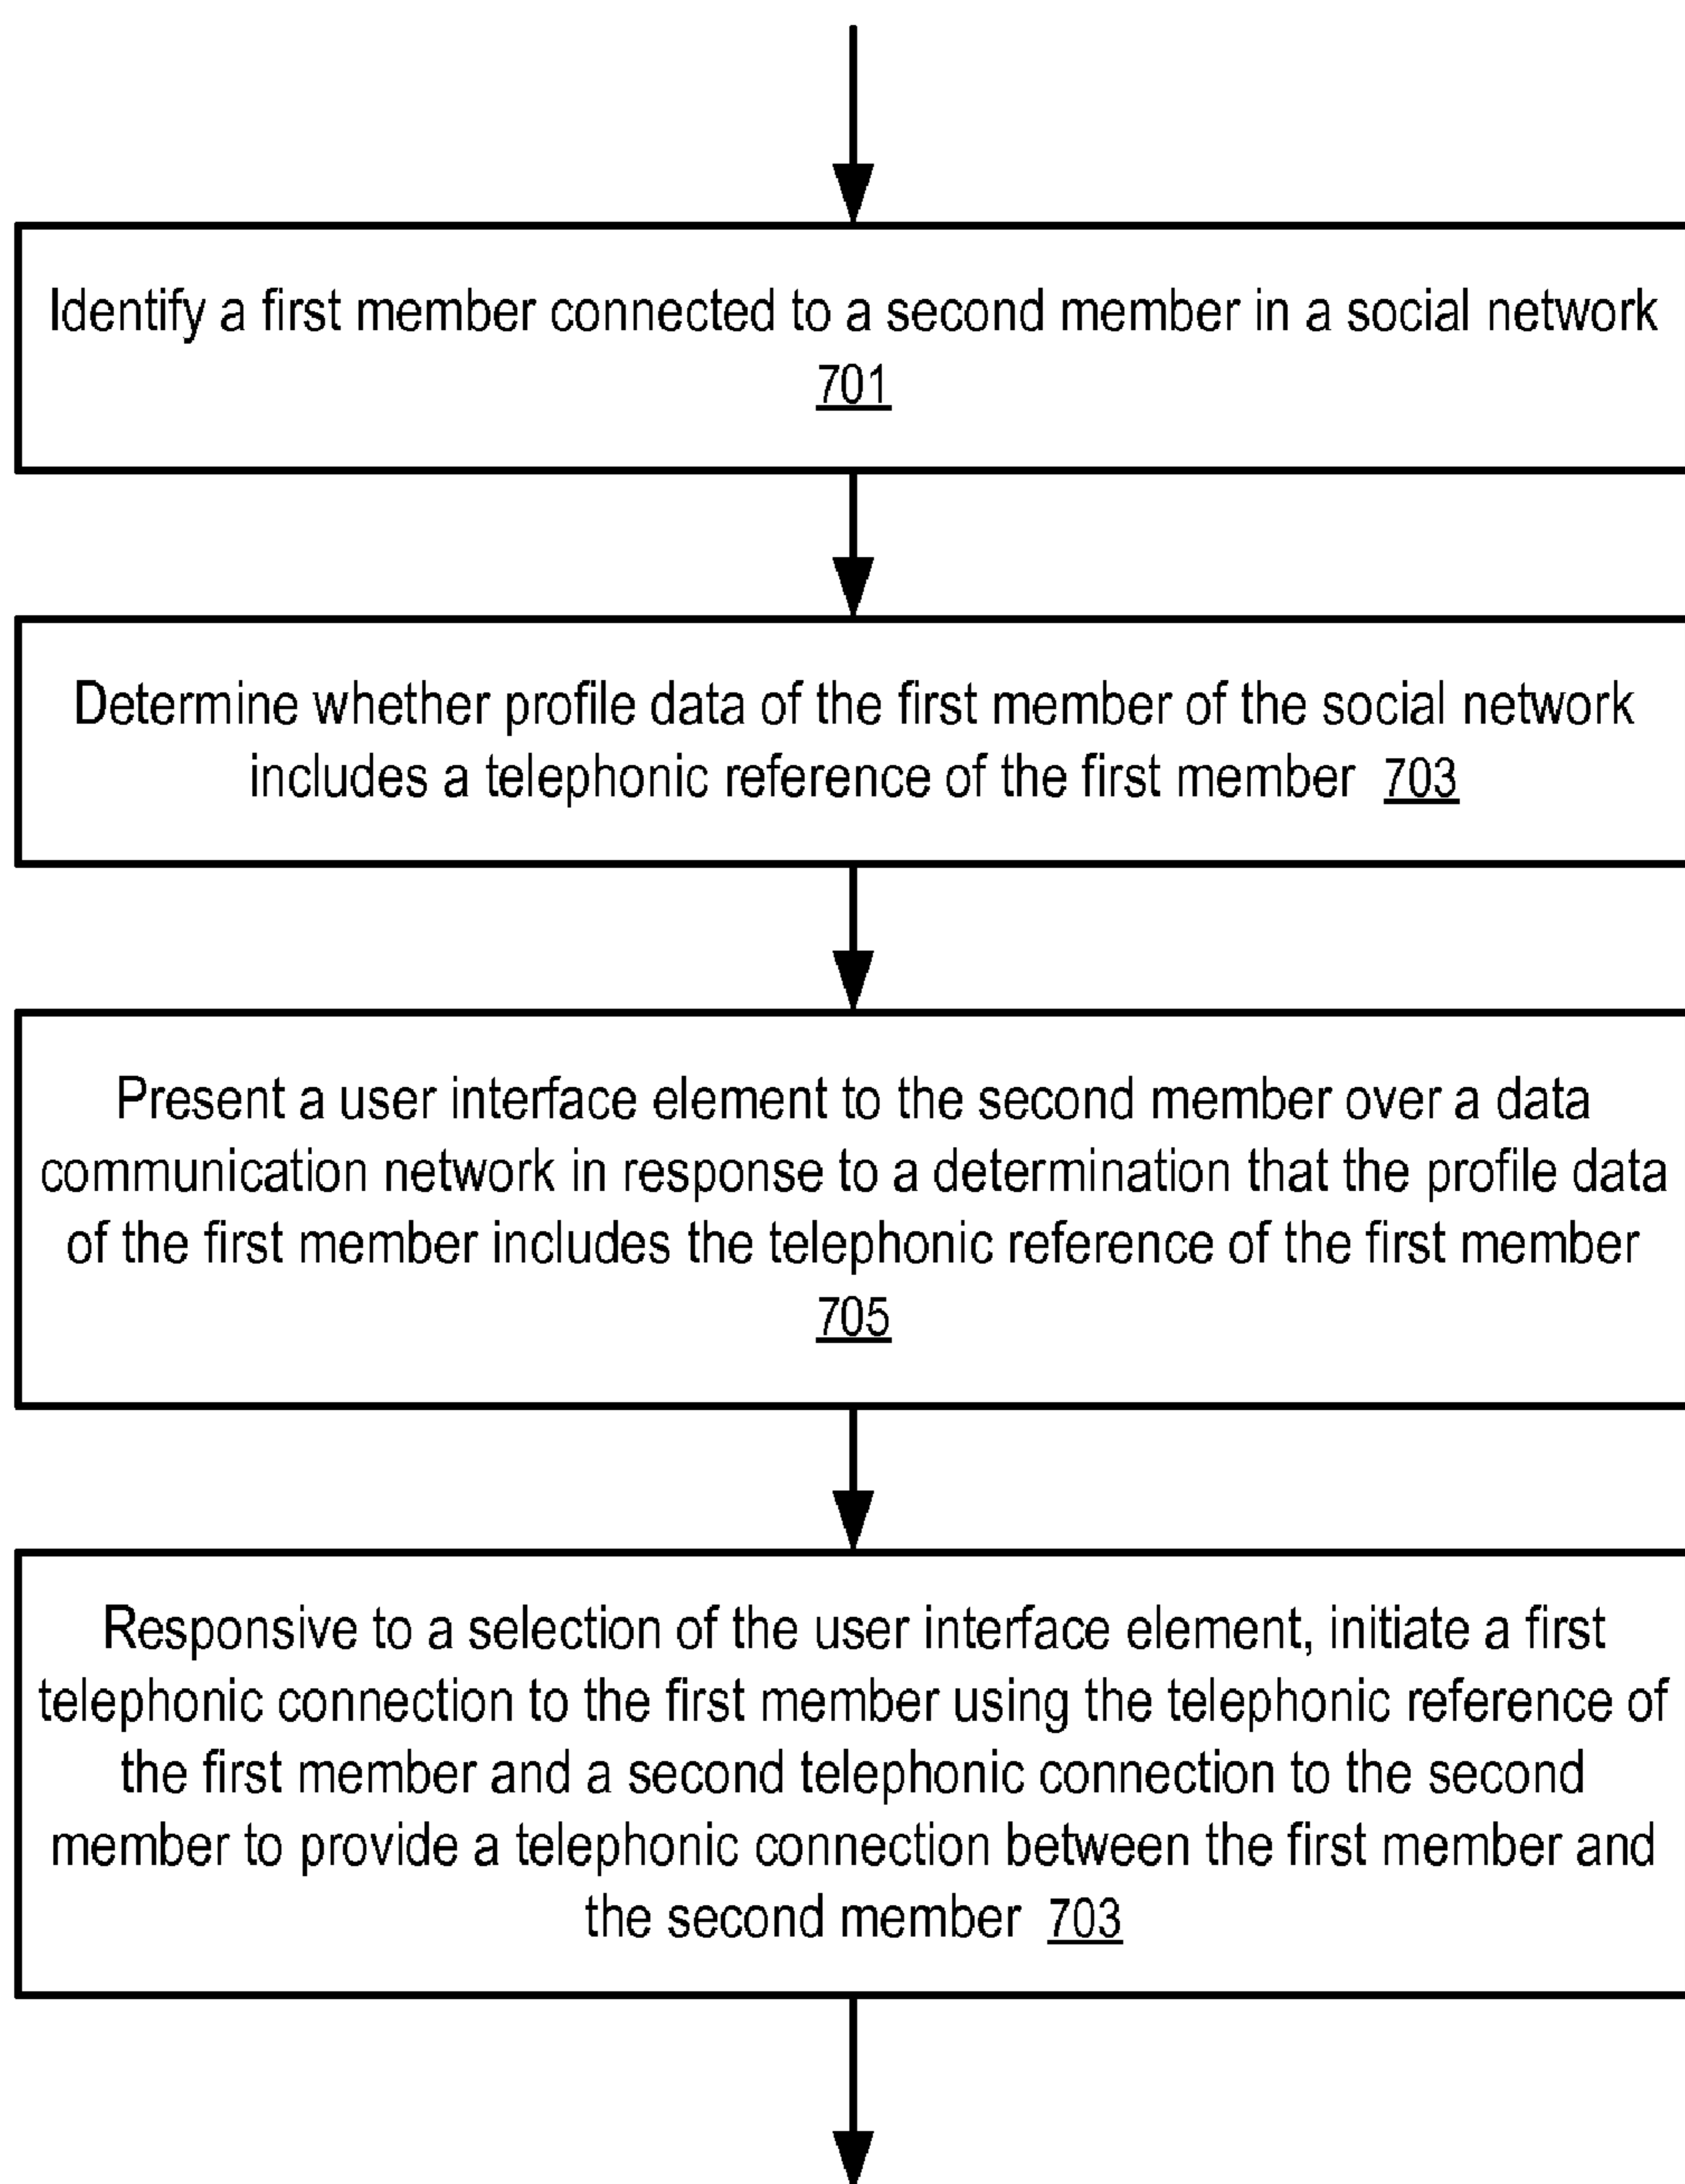 Identify a first member connected to a second member in a social network
701
Determine whether profile data of the first member of the social network
includes a telephonic reference of the first member 703
Present a user interface element to the second member over a data
communication network in response to a determination that the profile data
of the first member includes the telephonic reference of the first member
705
Responsive to a selection of the user interface element, initiate a first
telephonic connection to the first member using the telephonic reference of
the first member and a second telephonic connection to the second
member to provide a telephonic connection between the first member and
the second member 703